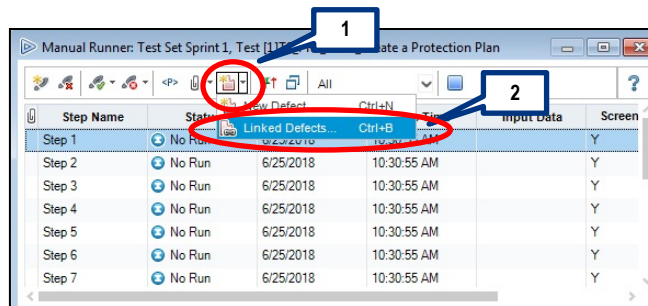 1
Manual Runner: Test Set Sprint 1, Test [1]T ate a Protection Plan
<P> All
2
?
New Defect... Ctrl+N
Step Name Input Data Screen
Linked Defects... Ctrl+B
Step 1 No Run 6/25/2018 10:30:55 AM Y
Step 2 No Run 6/25/2018 10:30:55 AM Y
Step 3 No Run 6/25/2018 10:30:55 AM Y
Step 4 No Run 6/25/2018 10:30:55 AM Y
Step 5 No Run 6/25/2018 10:30:55 AM Y
Step 6 No Run 6/25/2018 10:30:55 AM Y
Step 7 No Run 6/25/2018 10:30:55 AM Y